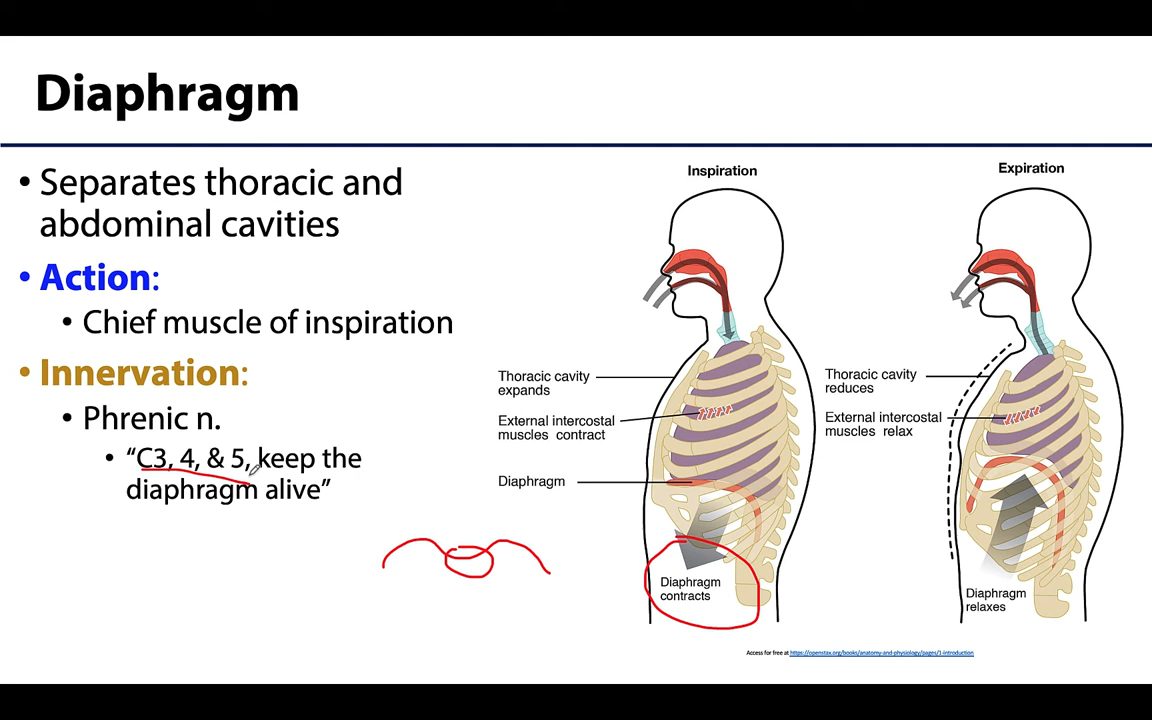 Diaphragm
• Separates thoracic and
abdominal cavities
• Action:
• Chief muscle of inspiration
• Innervation:
• Phrenic n.
• “C3, 4, & 5, keep the
diaphragm alive”
Inspiration
Thoracic cavity
expands
External intercostal
muscles contract
Diaphragm
Diaphragm
contracts
Expiration
Thoracic cavity
reduces
External intercostal
muscles relax
Diaphragm
relaxes
Access for free at https://openstax.org/books/anatomy-and-physiology/pages/1-introduction